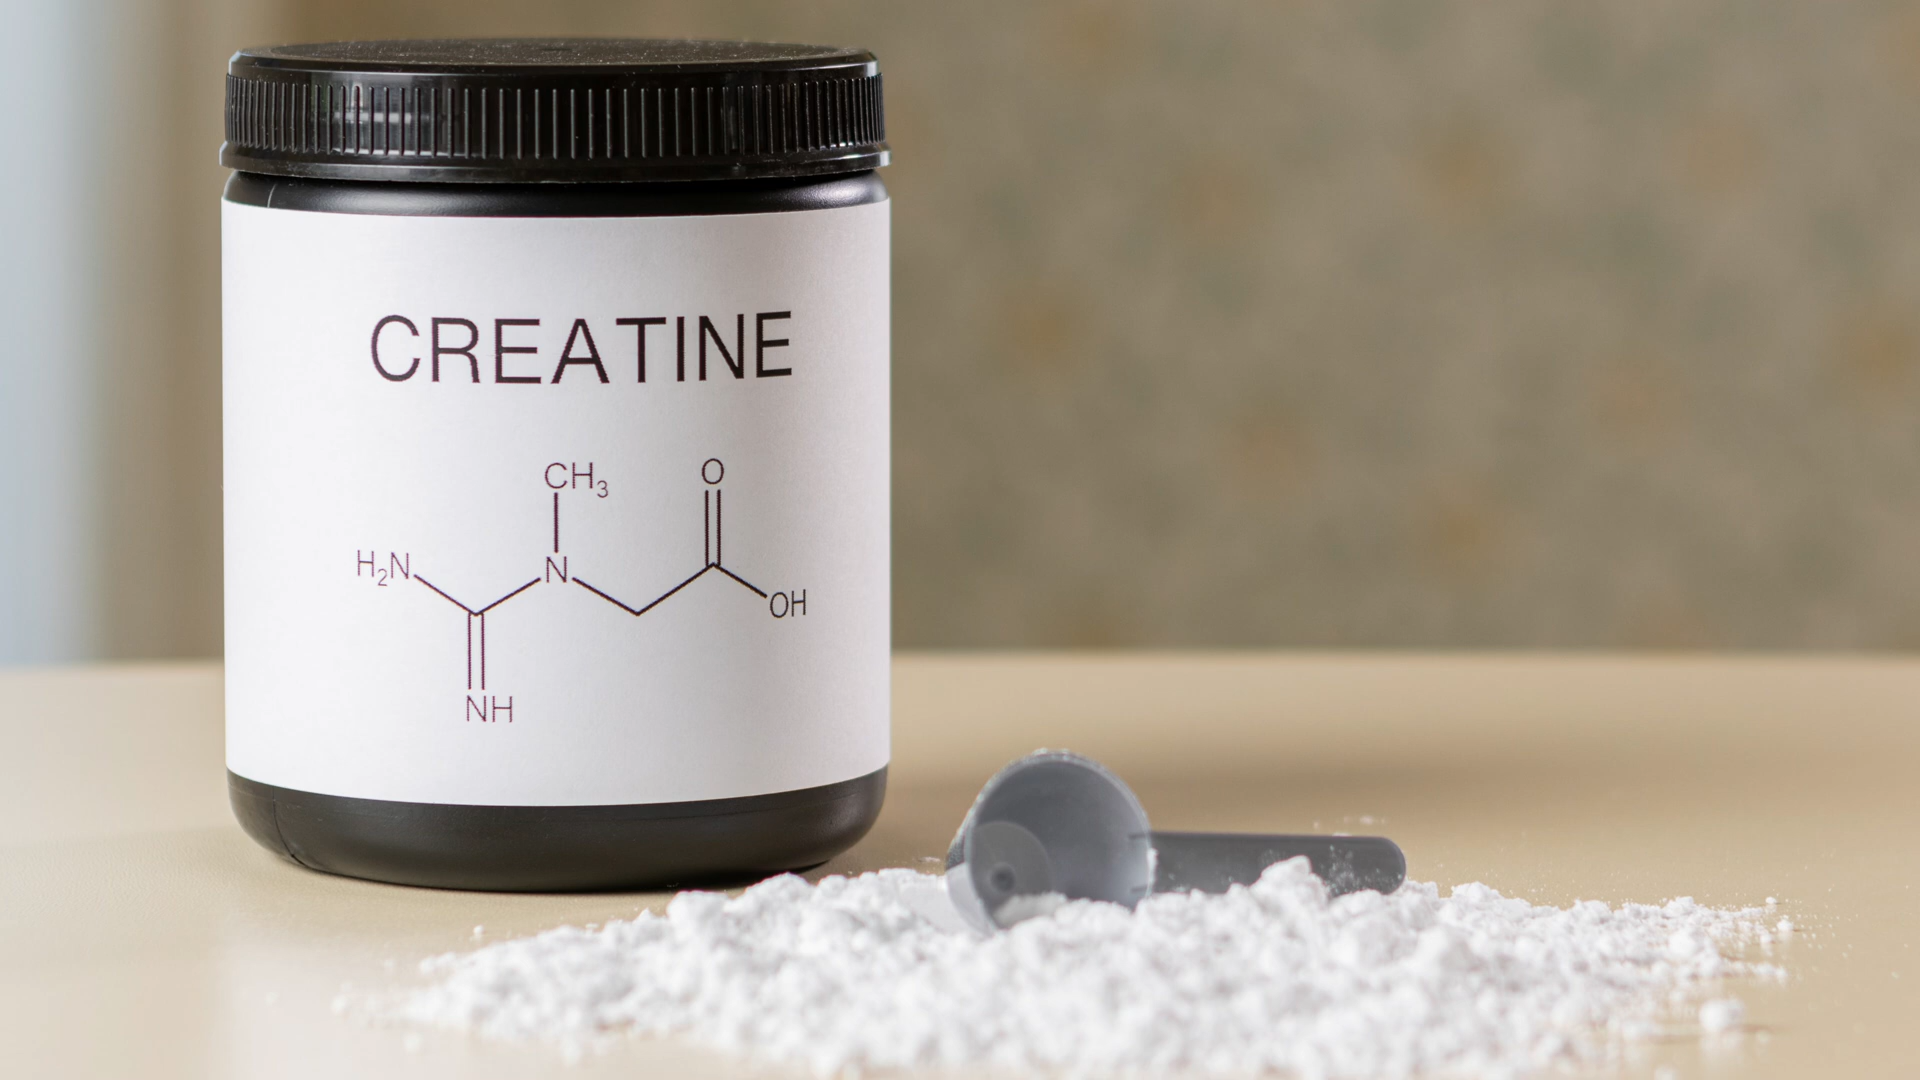 CREATINE
CH₃
O
H₂N
N
OH
NH